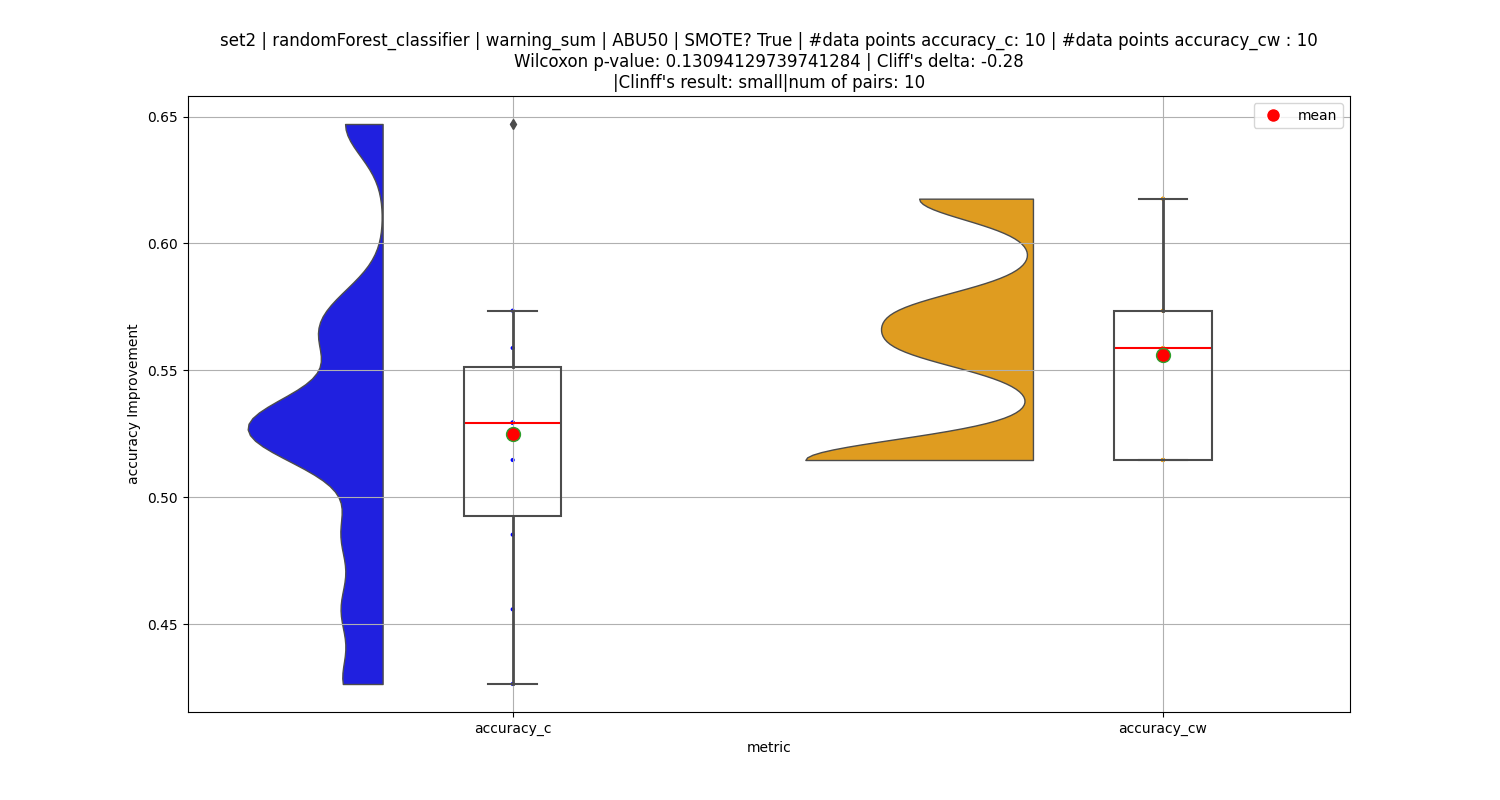 set2 | randomForest_classifier | warning_sum | ABU50 | SMOTE? True | #data points accuracy_c: 10 | #data points accuracy_cw : 10
Wilcoxon p-value: 0.13094129739741284 | Cliff's delta: -0.28
|Clinff's result: small|num of pairs: 10
mean
0.65
0.60
0.55
0.50
0.45
accuracy Improvement
accuracy_c
accuracy_cw
metric